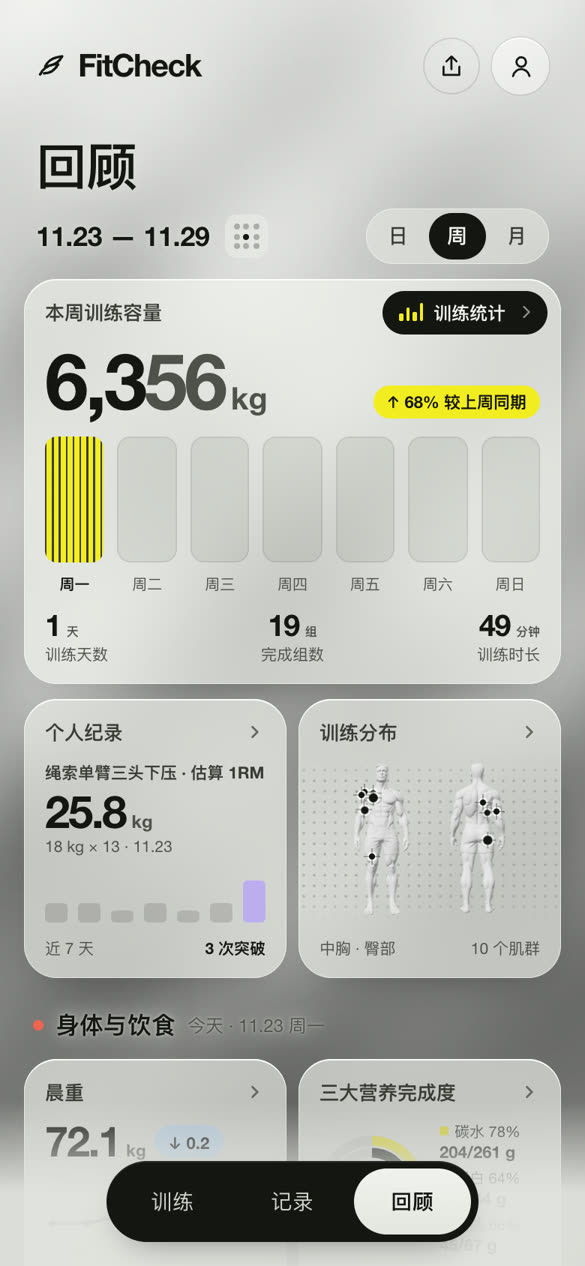 FitCheck
回顾
11.23 — 11.29
日 周 月
本周训练容量
训练统计
6,356 kg
↑ 68% 较上周同期
周一 周二 周三 周四 周五 周六 周日
1 天 19 组 49 分钟
训练天数 完成组数 训练时长
个人纪录
绳索单臂三头下压 · 估算 1RM
25.8 kg
18 kg × 13 · 11.23
近 7 天 3 次突破
训练分布
中胸 · 臀部 10 个肌群
身体与饮食 今天 · 11.23 周一
晨重
72.1 kg ↓ 0.2
三大营养完成度
碳水 78%
204/261 g
白 64%
训练 记录 回顾